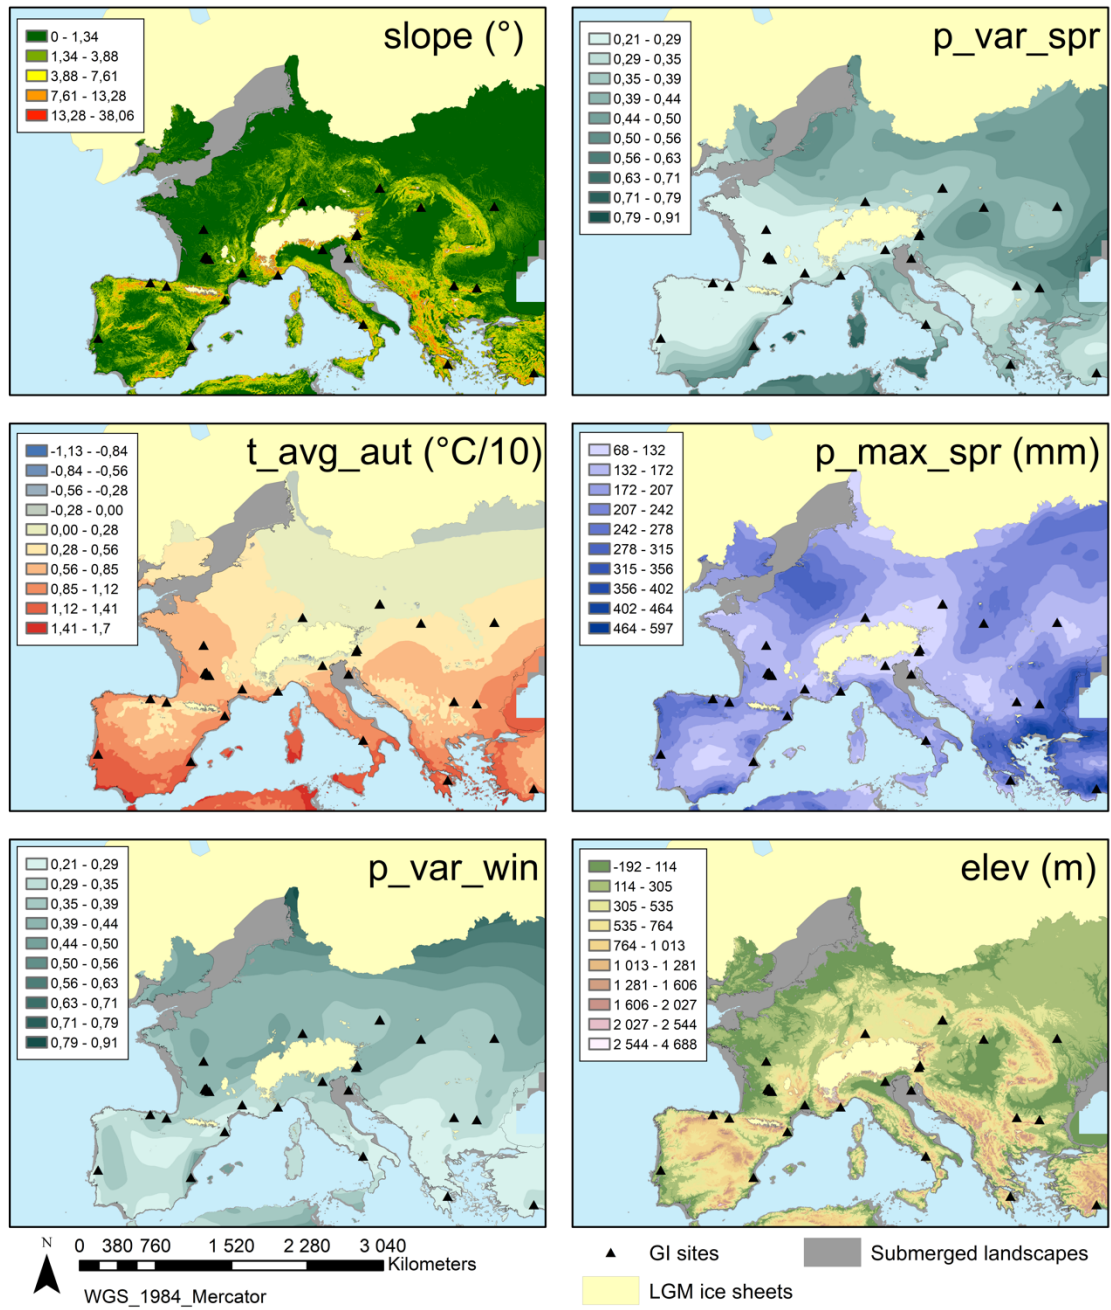 slope (°)
0 - 1,34
1,34 - 3,88
3,88 - 7,61
7,61 - 13,28
13,28 - 38,06
p_var_spr
0,21 - 0,29
0,29 - 0,35
0,35 - 0,39
0,39 - 0,44
0,44 - 0,50
0,50 - 0,56
0,56 - 0,63
0,63 - 0,71
0,71 - 0,79
0,79 - 0,91
t_avg_aut (°C/10)
-1,13 - -0,84
-0,84 - -0,56
-0,56 - -0,28
-0,28 - 0,00
0,00 - 0,28
0,28 - 0,56
0,56 - 0,85
0,85 - 1,12
1,12 - 1,41
1,41 - 1,7
p_max_spr (mm)
68 - 132
132 - 172
172 - 207
207 - 242
242 - 278
278 - 315
315 - 356
356 - 402
402 - 464
464 - 597
p_var_win
0,21 - 0,29
0,29 - 0,35
0,35 - 0,39
0,39 - 0,44
0,44 - 0,50
0,50 - 0,56
0,56 - 0,63
0,63 - 0,71
0,71 - 0,79
0,79 - 0,91
elev (m)
-192 - 114
114 - 305
305 - 535
535 - 764
764 - 1 013
1 013 - 1 281
1 281 - 1 606
1 606 - 2 027
2 027 - 2 544
2 544 - 4 688
N
0 380 760 1 520 2 280 3 040
Kilometers
WGS_1984_Mercator
GI sites
Submerged landscapes
LGM ice sheets